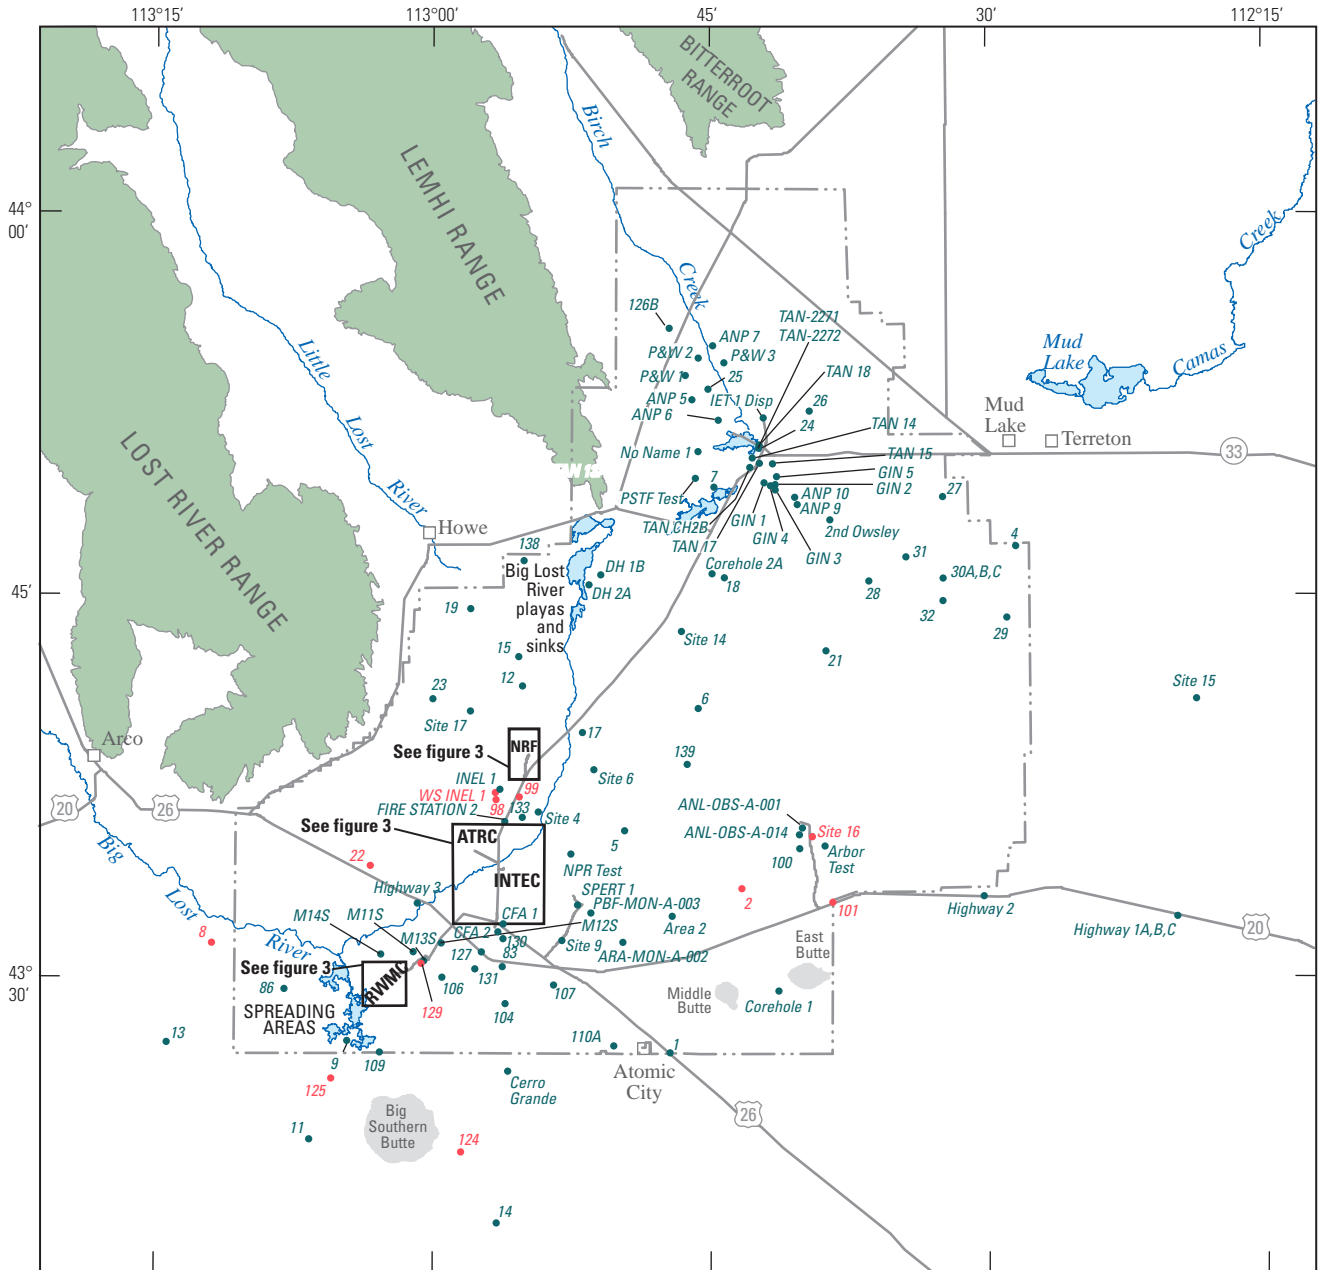 113°15′
113°00′
45′
30′
112°15′
BITTERROOT
RANGE
Birch
LEMHI RANGE
44°
00′
Creek
Creek
126B
TAN-2271
TAN-2272
ANP 7
P&W 2
P&W 3
Mud
Lake
Camas
Little
P&W 1
25
TAN 18
ANP 5
IET 1 Disp
26
ANP 6
24
TAN 14
Mud
Lake
Terreton
Lost
LOST RIVER RANGE
No Name 1
TAN 15
33
GIN 5
PSTF Test
7
GIN 2
27
River
ANP 10
ANP 9
Howe
TAN CH2B
GIN 1
2nd Owsley
4
GIN 4
TAN 17
GIN 3
138
31
Corehole 2A
Big Lost
River
playas
and
sinks
DH 1B
30A,B,C
DH 2A
18
28
45′
19
32
29
Site 14
15
21
12
23
Site 15
6
Site 17
17
Arco
NRF
See figure 3
139
Site 6
INEL 1
99
WS INEL 1
20
26
98
133
FIRE STATION 2
Site 4
ANL-OBS-A-001
See figure 3
ATRC
ANL-OBS-A-014
Site 16
5
100
Arbor
Test
Big
22
NPR Test
INTEC
Highway 3
SPERT 1
PBF-MON-A-003
2
101
Highway 2
Lost
M14S
M11S
CFA 1
M12S
Area 2
Highway 1A,B,C
20
8
River
M13S
CFA 2
130
Site 9
East
Butte
127
83
ARA-MON-A-002
See figure 3
43°
30′
86
RWMC
106
131
107
Middle
Butte
Corehole 1
SPREADING
AREAS
129
104
13
110A
1
9
109
Atomic
City
125
Cerro
Grande
26
Big
Southern
Butte
11
124
14